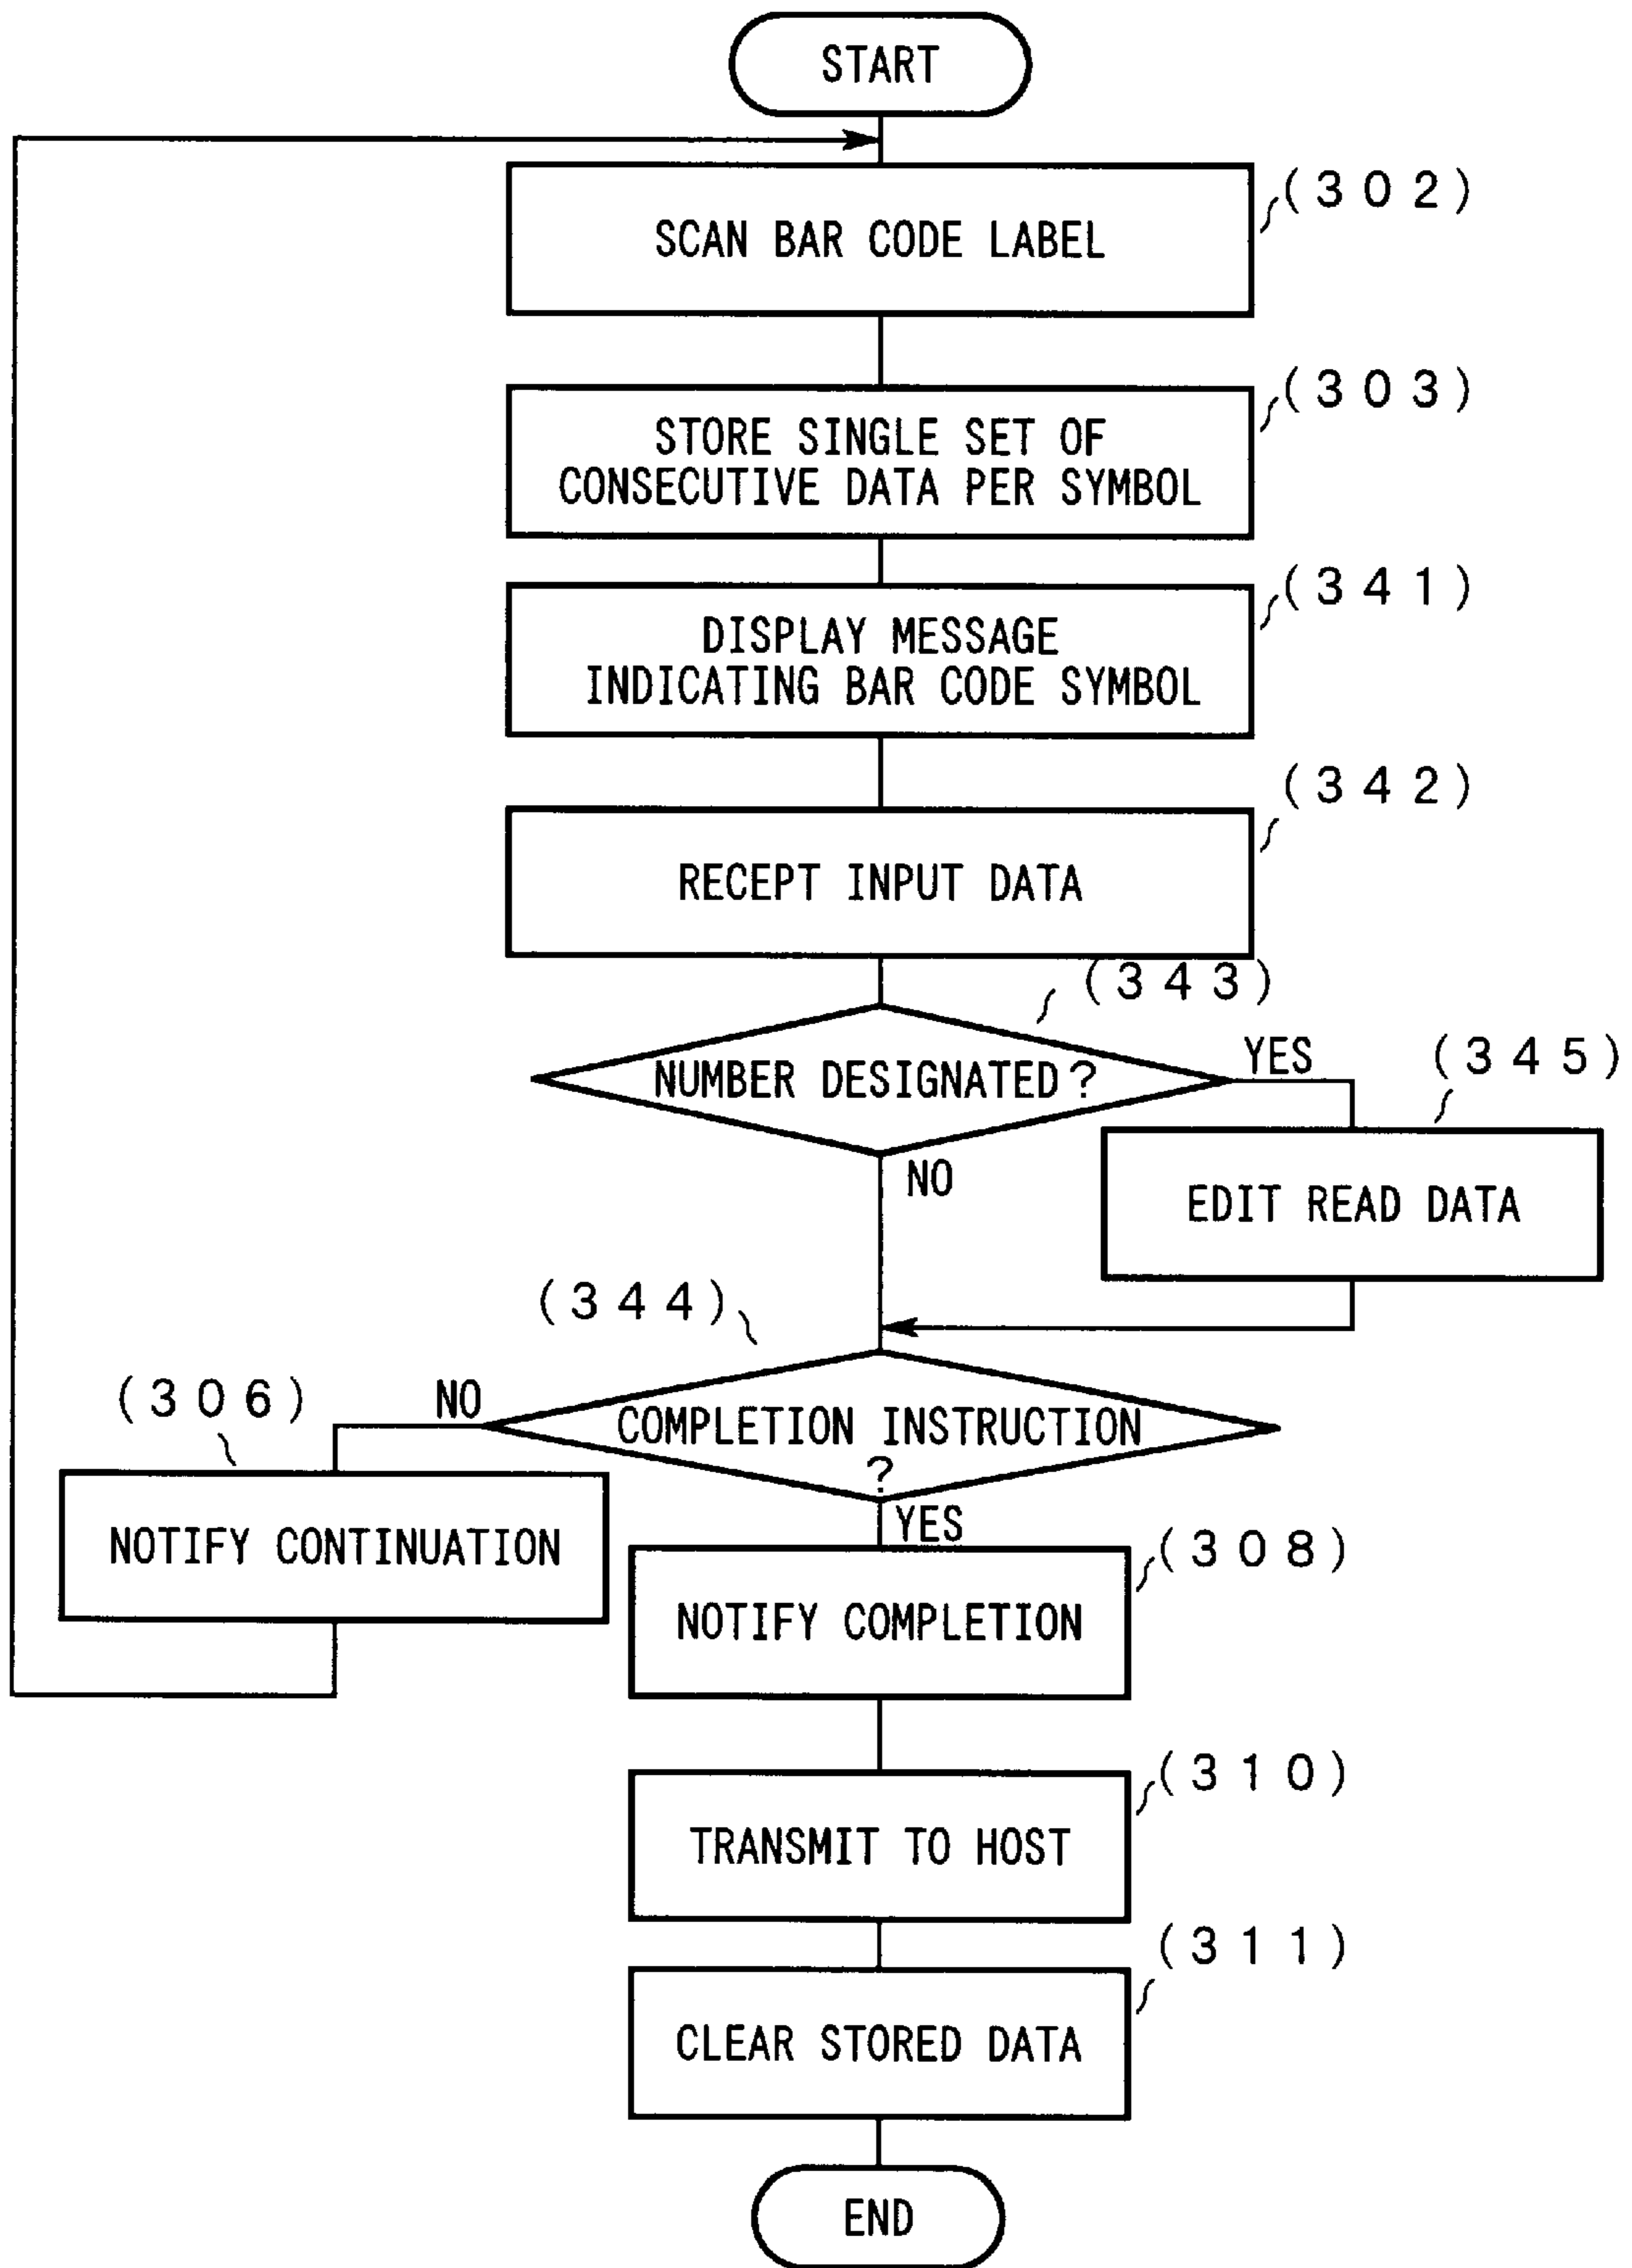 START
(302)
SCAN BAR CODE LABEL
(303)
STORE SINGLE SET OF
CONSECUTIVE DATA PER SYMBOL
(341)
DISPLAY MESSAGE
INDICATING BAR CODE SYMBOL
(342)
RECEPT INPUT DATA
(343)
NUMBER DESIGNATED?
YES
(345)
NO
EDIT READ DATA
(344)
(306)
NO
COMPLETION INSTRUCTION
?
YES
NOTIFY CONTINUATION
(308)
NOTIFY COMPLETION
(310)
TRANSMIT TO HOST
(311)
CLEAR STORED DATA
END